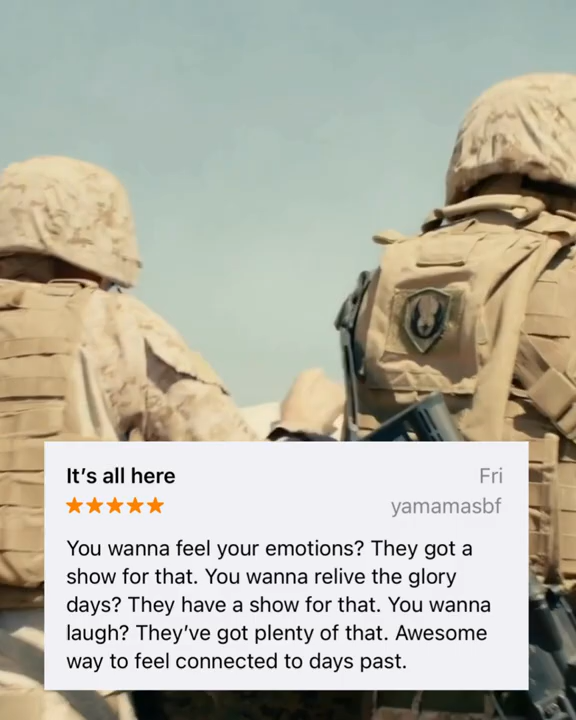 It's all here
Fri
★★★★★
yamamasbf
You wanna feel your emotions? They got a
show for that. You wanna relive the glory
days? They have a show for that. You wanna
laugh? They've got plenty of that. Awesome
way to feel connected to days past.